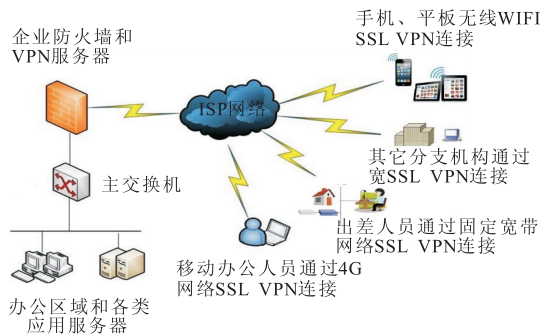 企业防火墙和
VPN服务器
手机、平板无线WIFI
SSL VPN连接
ISP网络
主交换机
其它分支机构通过
宽SSL VPN连接
出差人员通过固定宽带
网络SSL VPN连接
移动办公人员通过4G
网络SSL VPN连接
办公区域和各类
应用服务器